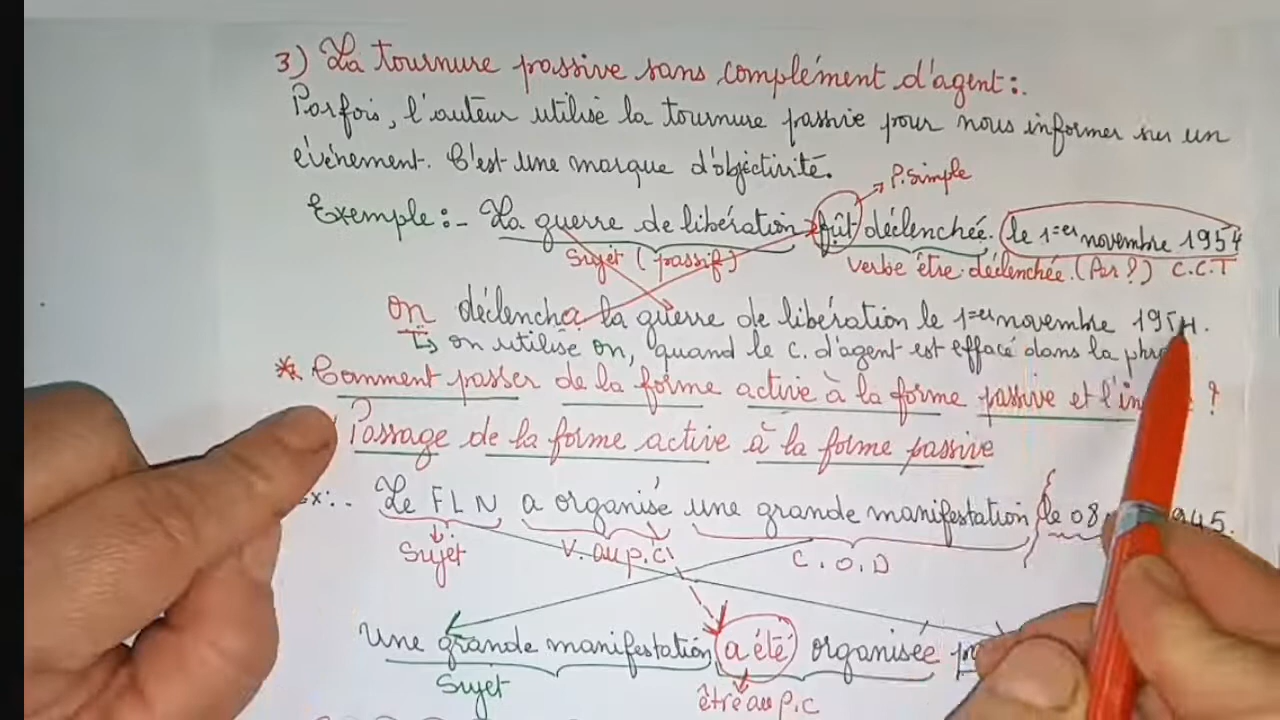 3) La tournure passive sans complément d'agent:.
Parfois, l'auteur utilise la tournure passive pour nous informer sur un
événement. C'est une marque d'objectivité.
P. simple
Exemple:- La guerre de libération fût déclenchée. le 1er novembre 1954
Sujet (passif) verbe être.déclenchée.(Par?) C.C.T
on déclencha la guerre de libération le 1er novembre 1954.
↳ on utilise on, quand le c. d'agent est effacé dans la
* Comment passer de la forme active à la forme passive et ?
Passage de la forme active à la forme passive
Ex:. Le FLN a organisé une grande manifestation le 08 1945.
Sujet V. au p.c C.O.D
Une grande manifestation a été organisée
Sujet être au p.c